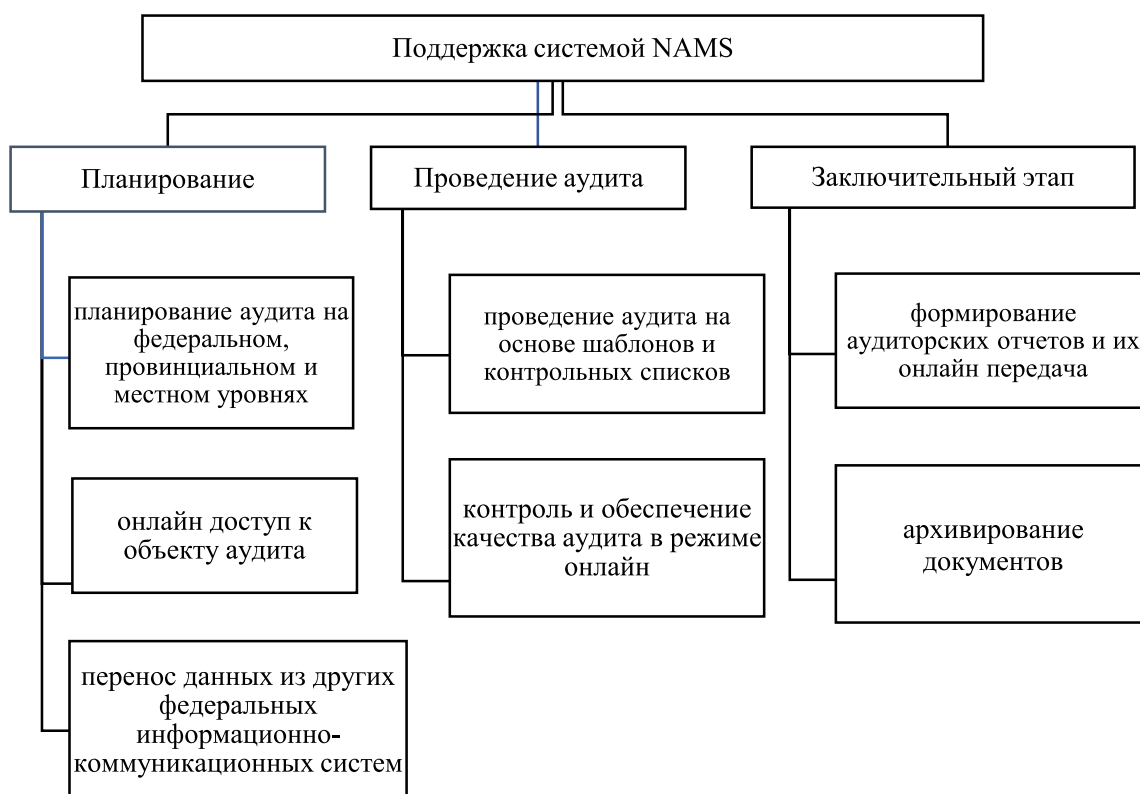 Поддержка системой NAMS
Планирование
планирование аудита на
федеральном,
провинциальном и
местном уровнях
онлайн доступ к
объекту аудита
перенос данных из других
федеральных
информационно-
коммуникационных систем
Проведение аудита
проведение аудита на
основе шаблонов и
контрольных списков
контроль и обеспечение
качества аудита в режиме
онлайн
Заключительный этап
формирование
аудиторских отчетов и их
онлайн передача
архивирование
документов